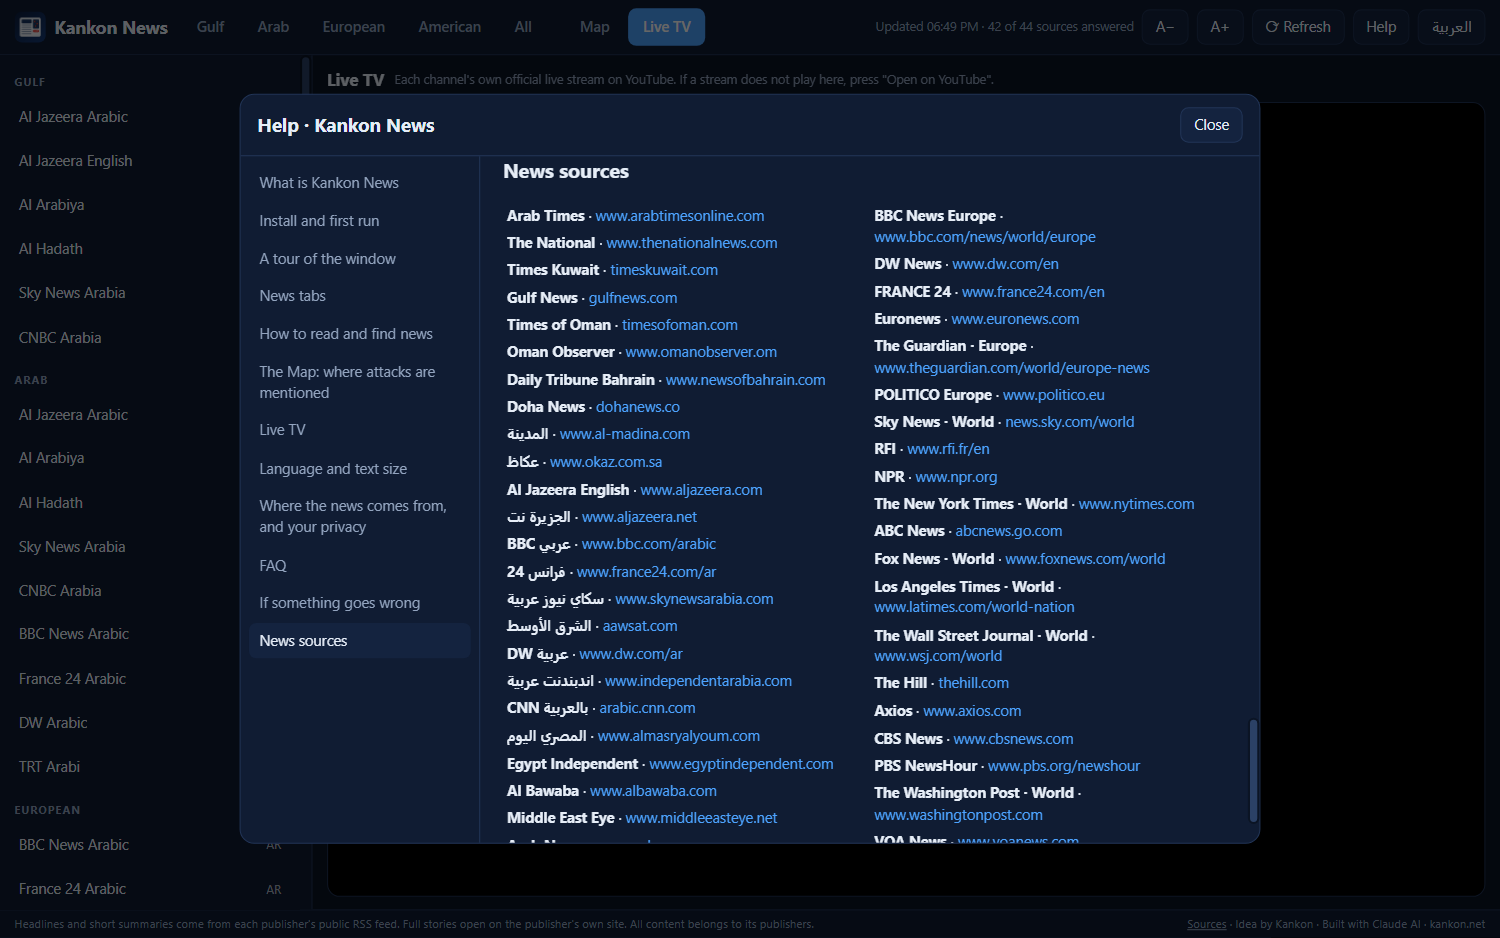 Kankon News
Gulf
Arab
European
American
All
Map
Live TV
Updated 06:49 PM · 42 of 44 sources answered
A−
A+
Refresh
Help
العربية
GULF
Al Jazeera Arabic
Al Jazeera English
Al Arabiya
Al Hadath
Sky News Arabia
CNBC Arabia
ARAB
Al Jazeera Arabic
Al Arabiya
Al Hadath
Sky News Arabia
CNBC Arabia
BBC News Arabic
France 24 Arabic
DW Arabic
TRT Arabi
EUROPEAN
BBC News Arabic AR
France 24 Arabic AR
Live TV Each channel's own official live stream on YouTube. If a stream does not play here, press "Open on YouTube".
Help · Kankon News
Close
What is Kankon News
Install and first run
A tour of the window
News tabs
How to read and find news
The Map: where attacks are
mentioned
Live TV
Language and text size
Where the news comes from,
and your privacy
FAQ
If something goes wrong
News sources
News sources
Arab Times · www.arabtimesonline.com
The National · www.thenationalnews.com
Times Kuwait · timeskuwait.com
Gulf News · gulfnews.com
Times of Oman · timesofoman.com
Oman Observer · www.omanobserver.om
Daily Tribune Bahrain · www.newsofbahrain.com
Doha News · dohanews.co
المدينة · www.al-madina.com
عكاظ · www.okaz.com.sa
Al Jazeera English · www.aljazeera.com
الجزيرة نت · www.aljazeera.net
BBC عربي · www.bbc.com/arabic
فرانس 24 · www.france24.com/ar
سكاي نيوز عربية · www.skynewsarabia.com
الشرق الأوسط · aawsat.com
DW عربية · www.dw.com/ar
اندبندنت عربية · www.independentarabia.com
CNN بالعربية · arabic.cnn.com
المصري اليوم · www.almasryalyoum.com
Egypt Independent · www.egyptindependent.com
Al Bawaba · www.albawaba.com
Middle East Eye · www.middleeasteye.net
BBC News Europe ·
www.bbc.com/news/world/europe
DW News · www.dw.com/en
FRANCE 24 · www.france24.com/en
Euronews · www.euronews.com
The Guardian - Europe ·
www.theguardian.com/world/europe-news
POLITICO Europe · www.politico.eu
Sky News - World · news.sky.com/world
RFI · www.rfi.fr/en
NPR · www.npr.org
The New York Times - World · www.nytimes.com
ABC News · abcnews.go.com
Fox News - World · www.foxnews.com/world
Los Angeles Times - World ·
www.latimes.com/world-nation
The Wall Street Journal - World ·
www.wsj.com/world
The Hill · thehill.com
Axios · www.axios.com
CBS News · www.cbsnews.com
PBS NewsHour · www.pbs.org/newshour
The Washington Post - World ·
www.washingtonpost.com
VOA News · www.voanews.com
Headlines and short summaries come from each publisher's public RSS feed. Full stories open on the publisher's own site. All content belongs to its publishers.
Sources · Idea by Kankon · Built with Claude AI · kankon.net